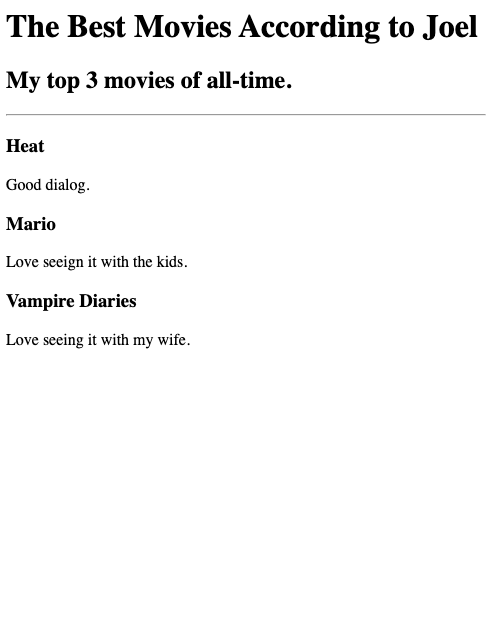 The Best Movies According to Joel
My top 3 movies of all-time.
Heat
Good dialog.
Mario
Love seeign it with the kids.
Vampire Diaries
Love seeing it with my wife.